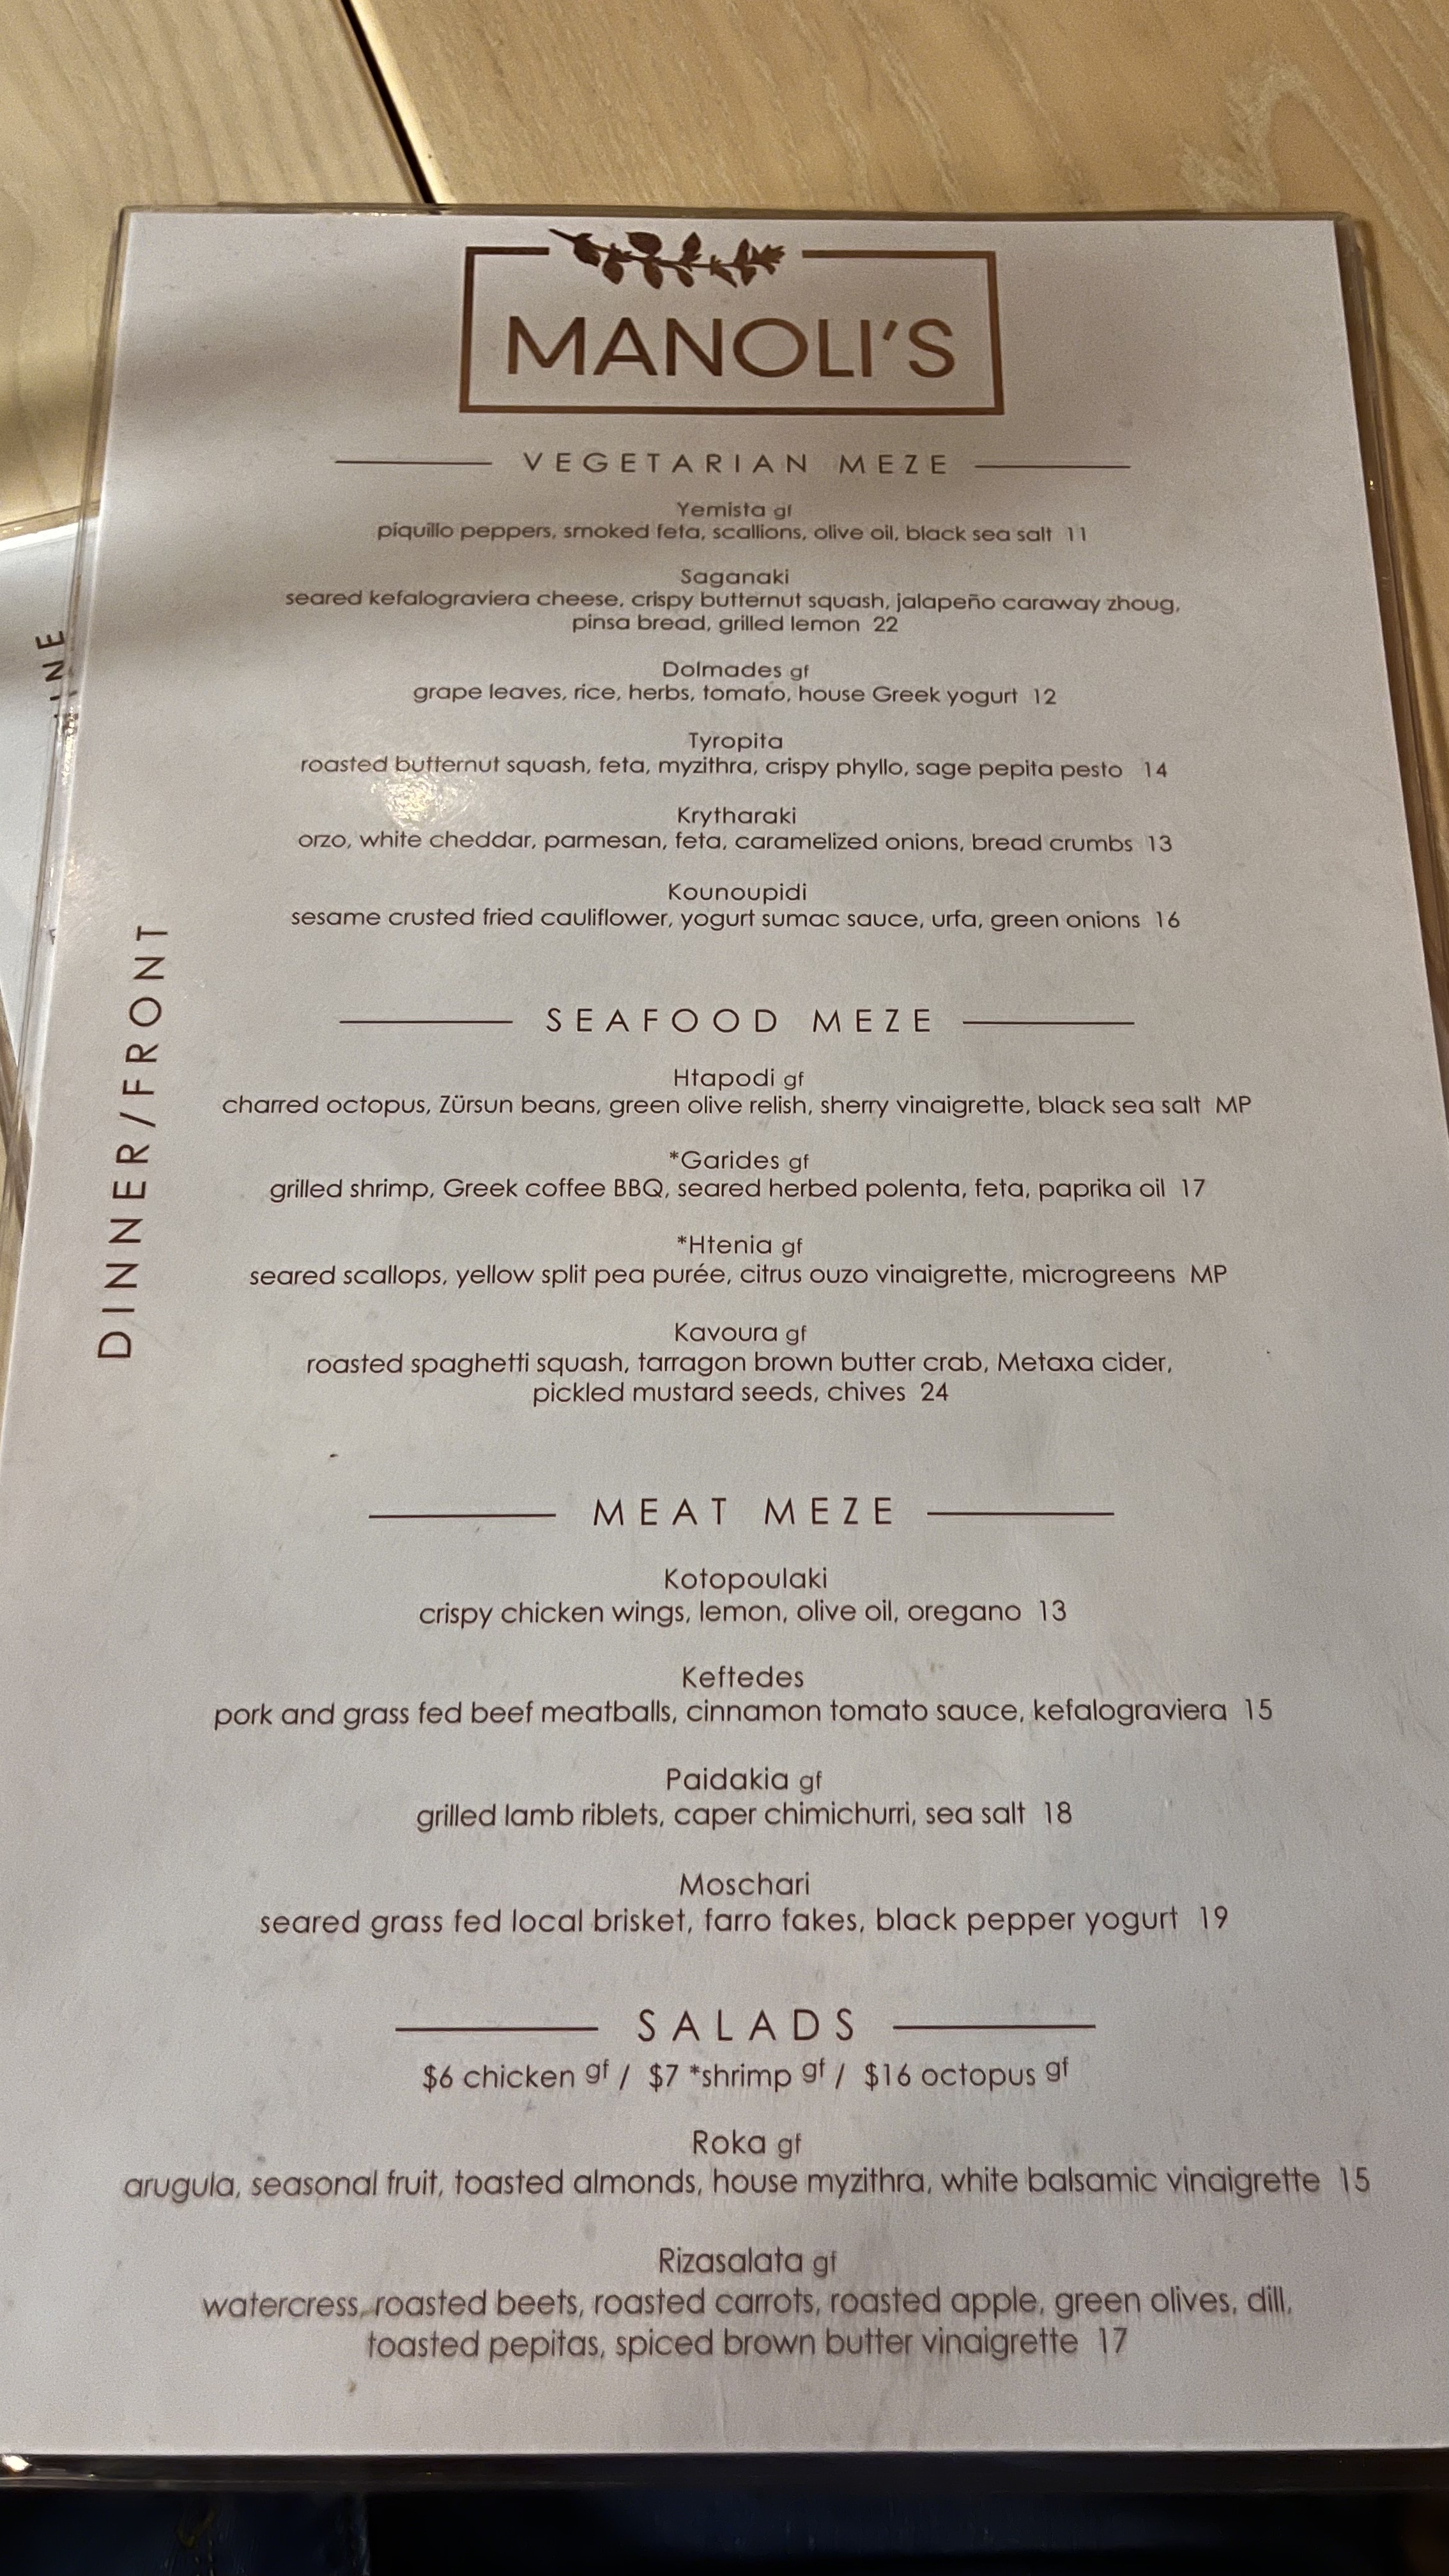 MANOLI'S
VEGETARIAN MEZE
Yemista gf
piquillo peppers, smoked feta, scallions, olive oil, black sea salt 11
Saganaki
seared kefalograviera cheese, crispy butternut squash, jalapeño caraway zhoug,
pinsa bread, grilled lemon 22
Dolmades gf
grape leaves, rice, herbs, tomato, house Greek yogurt 12
Tyropita
roasted butternut squash, feta, myzithra, crispy phyllo, sage pepita pesto 14
Krytharaki
orzo, white cheddar, parmesan, feta, caramelized onions, bread crumbs 13
Kounoupidi
sesame crusted fried cauliflower, yogurt sumac sauce, urfa, green onions 16
DINNER/FRONT
SEAFOOD MEZE
Htapodi gf
charred octopus, Zürsun beans, green olive relish, sherry vinaigrette, black sea salt MP
*Garides gf
grilled shrimp, Greek coffee BBQ, seared herbed polenta, feta, paprika oil 17
*Htenia gf
seared scallops, yellow split pea purée, citrus ouzo vinaigrette, microgreens MP
Kavoura gf
roasted spaghetti squash, tarragon brown butter crab, Metaxa cider,
pickled mustard seeds, chives 24
MEAT MEZE
Kotopoulaki
crispy chicken wings, lemon, olive oil, oregano 13
Keftedes
pork and grass fed beef meatballs, cinnamon tomato sauce, kefalograviera 15
Paidakia gf
grilled lamb riblets, caper chimichurri, sea salt 18
Moschari
seared grass fed local brisket, farro fakes, black pepper yogurt 19
SALADS
$6 chicken gf / $7 *shrimp gf / $16 octopus gf
Roka gf
arugula, seasonal fruit, toasted almonds, house myzithra, white balsamic vinaigrette 15
Rizasalata gf
watercress, roasted beets, roasted carrots, roasted apple, green olives, dill,
toasted pepitas, spiced brown butter vinaigrette 17